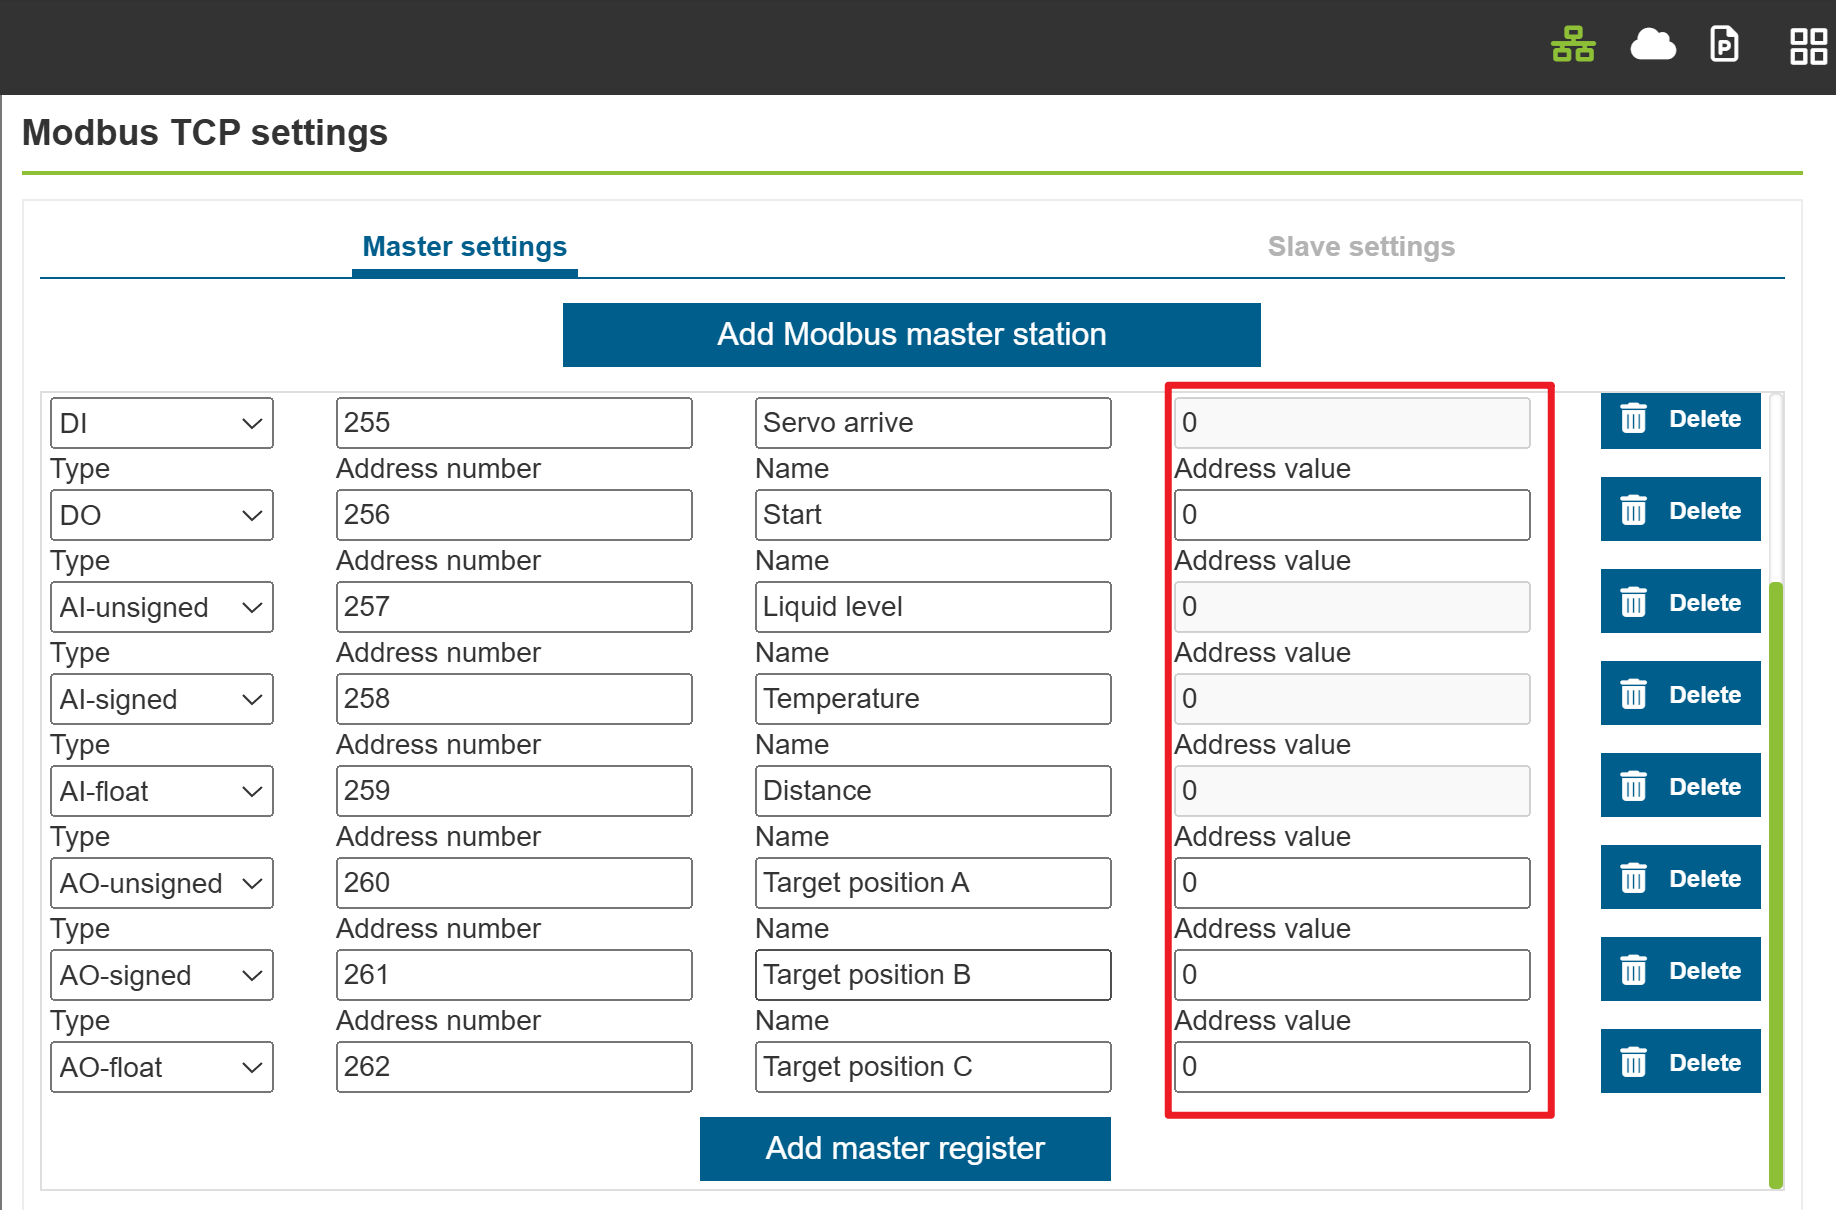 P
Modbus TCP settings
Master settings Slave settings
Add Modbus master station
DI 255 Servo arrive 0 Delete
Type Address number Name Address value
DO 256 Start 0 Delete
Type Address number Name Address value
AI-unsigned 257 Liquid level 0 Delete
Type Address number Name Address value
AI-signed 258 Temperature 0 Delete
Type Address number Name Address value
AI-float 259 Distance 0 Delete
Type Address number Name Address value
AO-unsigned 260 Target position A 0 Delete
Type Address number Name Address value
AO-signed 261 Target position B 0 Delete
Type Address number Name Address value
AO-float 262 Target position C 0 Delete
Add master register